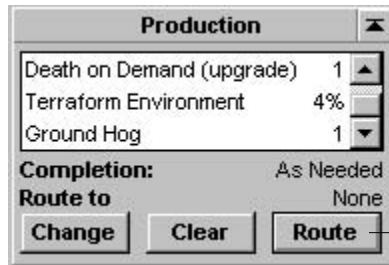 Production
Death on Demand (upgrade) 1
Terraform Environment 4%
Ground Hog 1
Completion: As Needed
Route to None
Change Clear Route